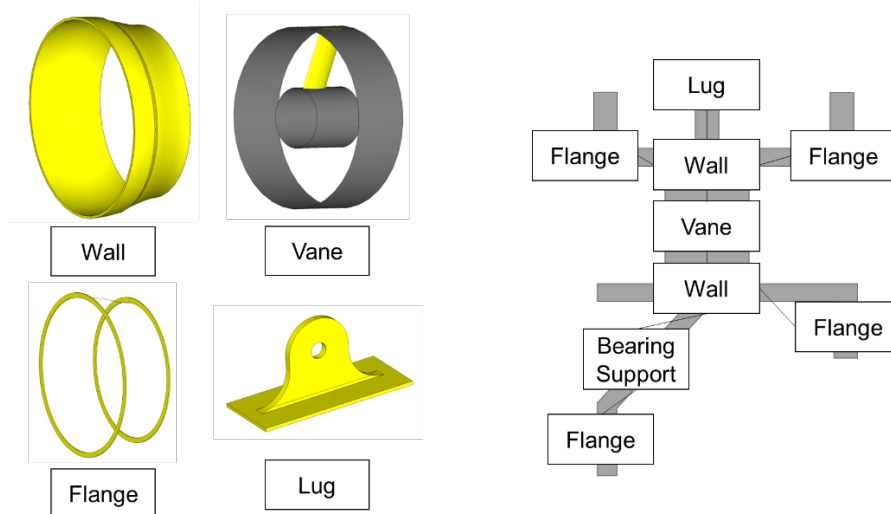 Wall
Vane
Flange
Lug
Lug
Flange
Wall
Flange
Vane
Wall
Flange
Bearing
Support
Flange